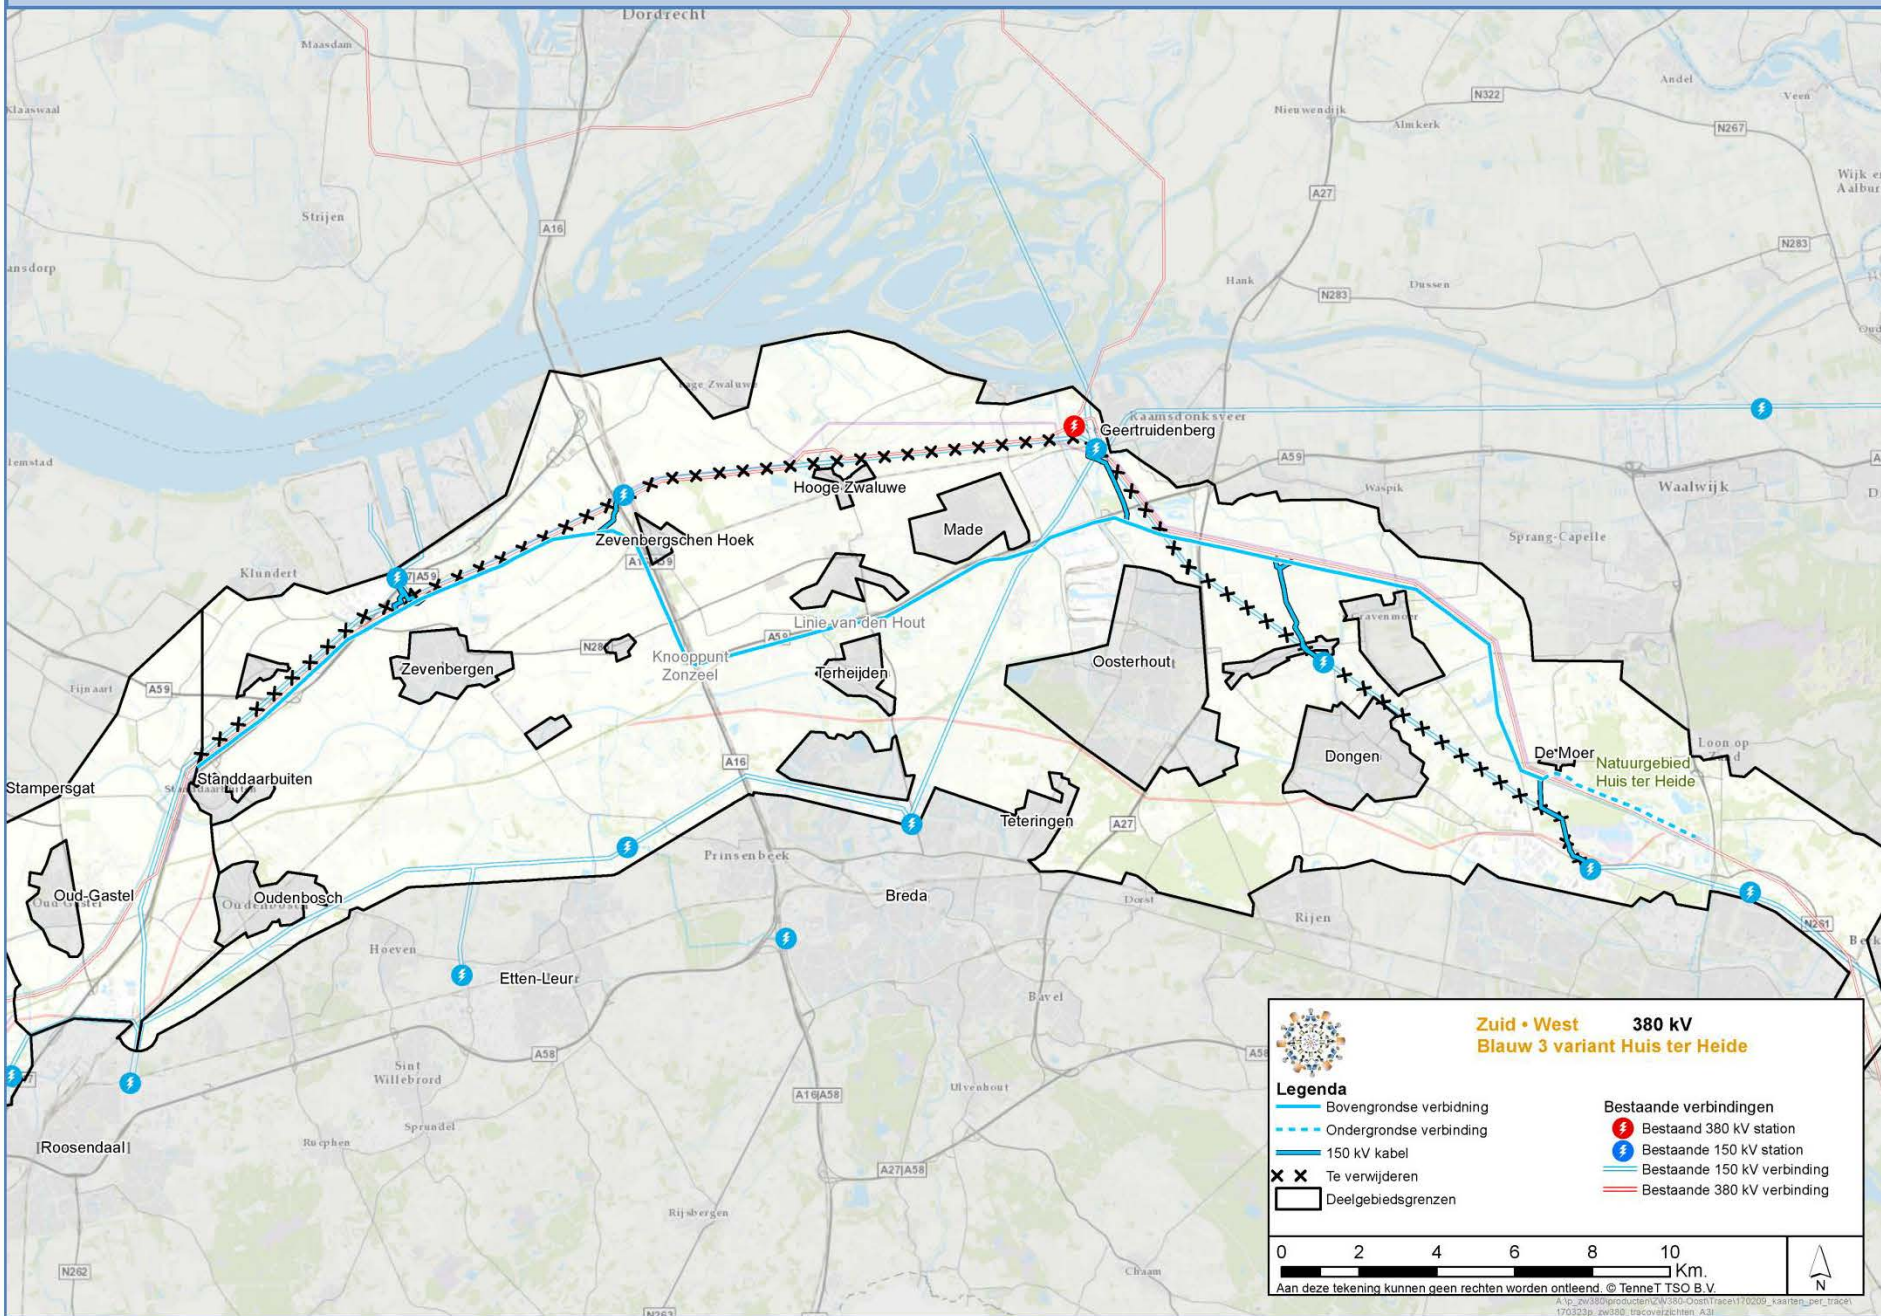 Dordrecht
Maasdam
Klaaswaal
Andel
Veen
N322
Nieuwendijk
Almkerk
N267
A27
Strijen
A16
N283
Hank
Dussen
N283
Raamsdonksveer
Geertruidenberg
Hooge Zwaluwe
Made
A59
Waspik
Waalwijk
Sprang-Capelle
Zevenbergschen Hoek
Klundert
Linie van den Hout
A59
Knooppunt
Zonzeel
Zevenbergen
Terheijden
Oosterhout
A59
Dongen
De Moer
Natuurgebied
Huis ter Heide
Loon op
Standdaarbuiten
Stampersgat
A16
Teteringen
A27
Prinsenbeek
Breda
Dorst
Rijen
N261
Oud-Gastel
Oudenbosch
Hoeven
Etten-Leur
Bavel
A58
Sint
Willebrord
A58
Ulvenhout
A16|A58
Sprundel
Rucphen
[Roosendaal]
A27|A58
Rijsbergen
Chaam
N262
N263
Zuid • West 380 kV
Blauw 3 variant Huis ter Heide
Legenda
Bovengrondse verbidning
Ondergrondse verbinding
150 kV kabel
Te verwijderen
Deelgebiedsgrenzen
Bestaande verbindingen
Bestaand 380 kV station
Bestaande 150 kV station
Bestaande 150 kV verbinding
Bestaande 380 kV verbinding
0 2 4 6 8 10
Km.
N
Aan deze tekening kunnen geen rechten worden ontleend. © TenneT TSO B.V.